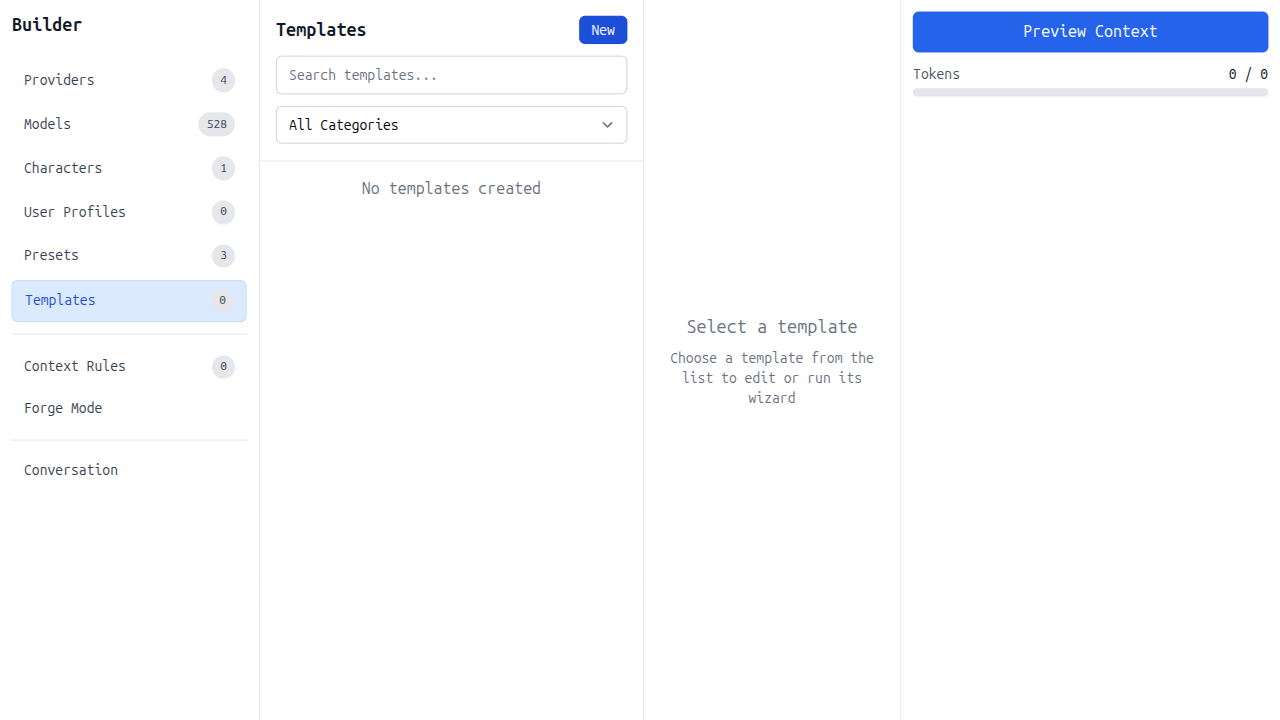 Builder
Providers 4
Models 528
Characters 1
User Profiles 0
Presets 3
Templates 0
Context Rules 0
Forge Mode
Conversation
Templates New
Search templates...
All Categories
No templates created
Select a template
Choose a template from the
list to edit or run its
wizard
Preview Context
Tokens 0 / 0